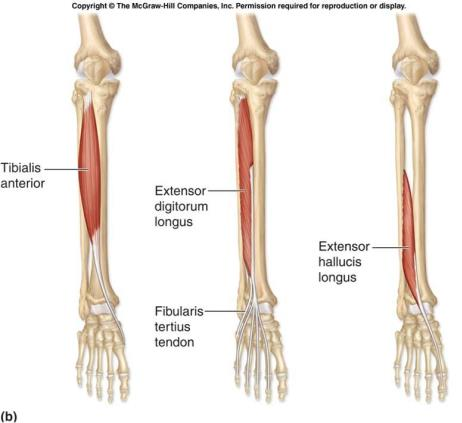 Copyright © The McGraw-Hill Companies, Inc. Permission required for reproduction or display.
Tibialis
anterior
Extensor
digitorum
longus
Fibularis
tertius
tendon
Extensor
hallucis
longus
(b)